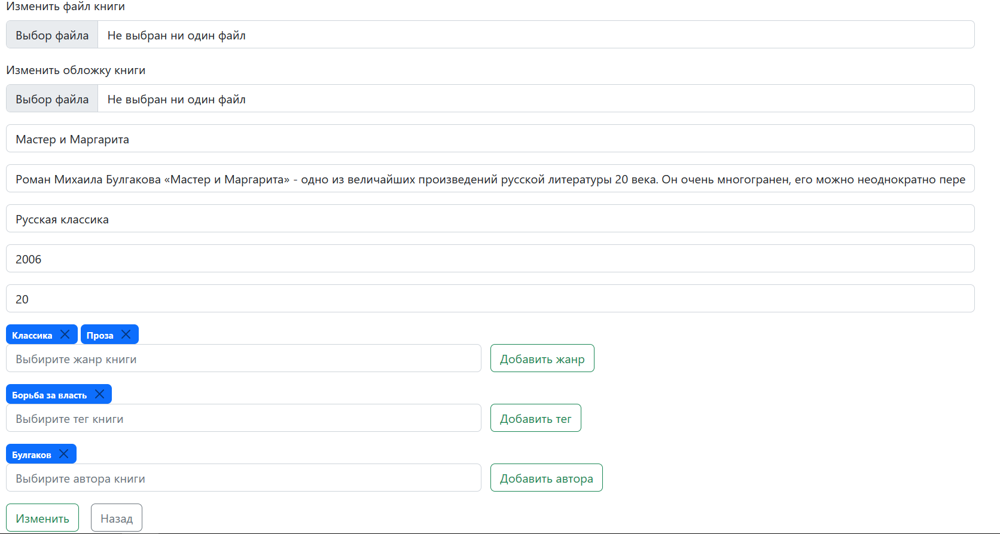 Изменить файл книги
Выбор файла Не выбран ни один файл
Изменить обложку книги
Выбор файла Не выбран ни один файл
Мастер и Маргарита
Роман Михаила Булгакова «Мастер и Маргарита» - одно из величайших произведений русской литературы 20 века. Он очень многогранен, его можно неоднократно пере
Русская классика
2006
20
Классика Проза
Выбирите жанр книги Добавить жанр
Борьба за власть
Выбирите тег книги Добавить тег
Булгаков
Выбирите автора книги Добавить автора
Изменить Назад